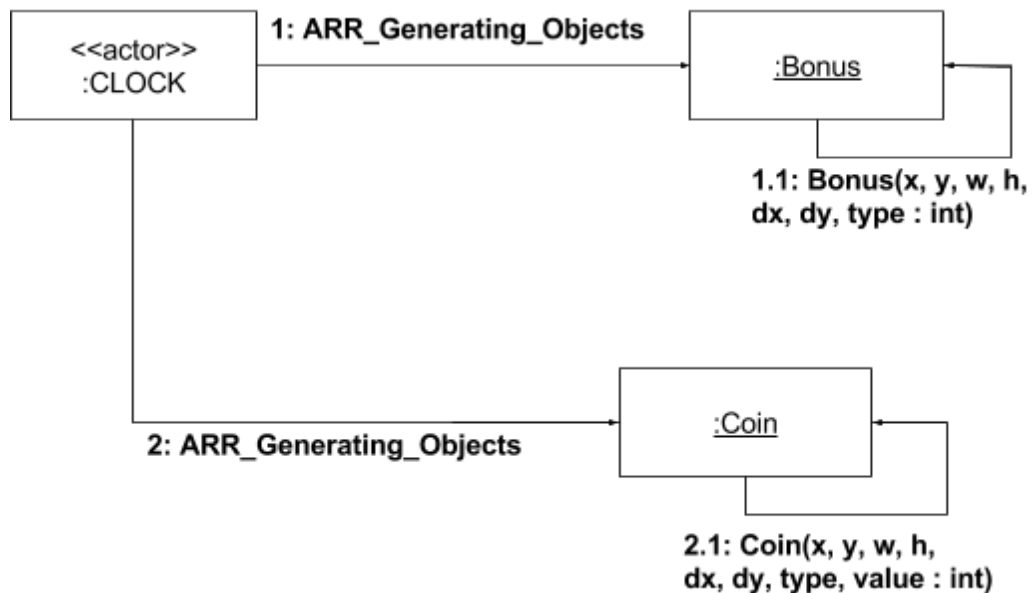 1: ARR_Generating_Objects
<<actor>>
:CLOCK
:Bonus
1.1: Bonus(x, y, w, h,
dx, dy, type : int)
:Coin
2: ARR_Generating_Objects
2.1: Coin(x, y, w, h,
dx, dy, type, value : int)